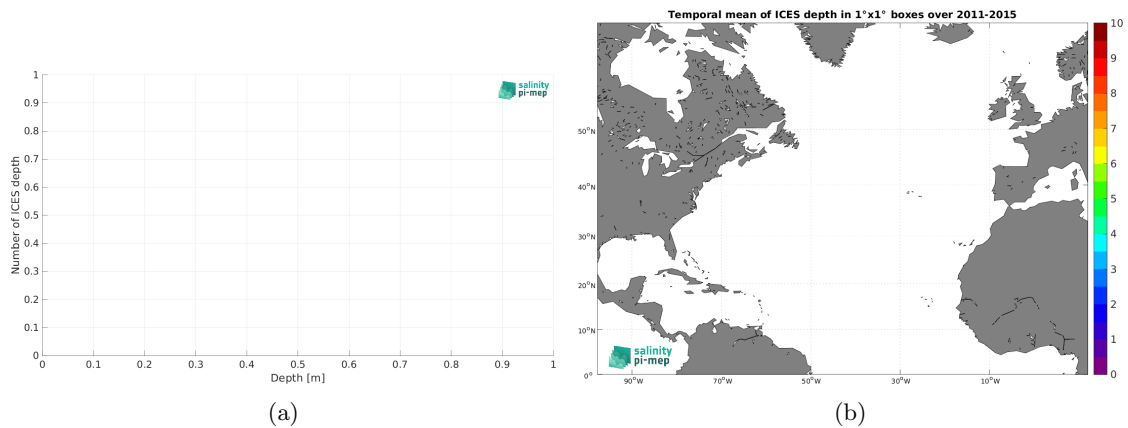 Temporal mean of ICES depth in 1°x1° boxes over 2011-2015
salinity
pi-mep
Number of ICES depth
1
0.9
0.8
0.7
0.6
0.5
0.4
0.3
0.2
0.1
0
0 0.1 0.2 0.3 0.4 0.5 0.6 0.7 0.8 0.9 1
Depth [m]
(a)
50°N
40°N
30°N
20°N
10°N
0°
90°W 70°W 50°W 30°W 10°W
salinity
pi-mep
10
9
8
7
6
5
4
3
2
1
0
(b)